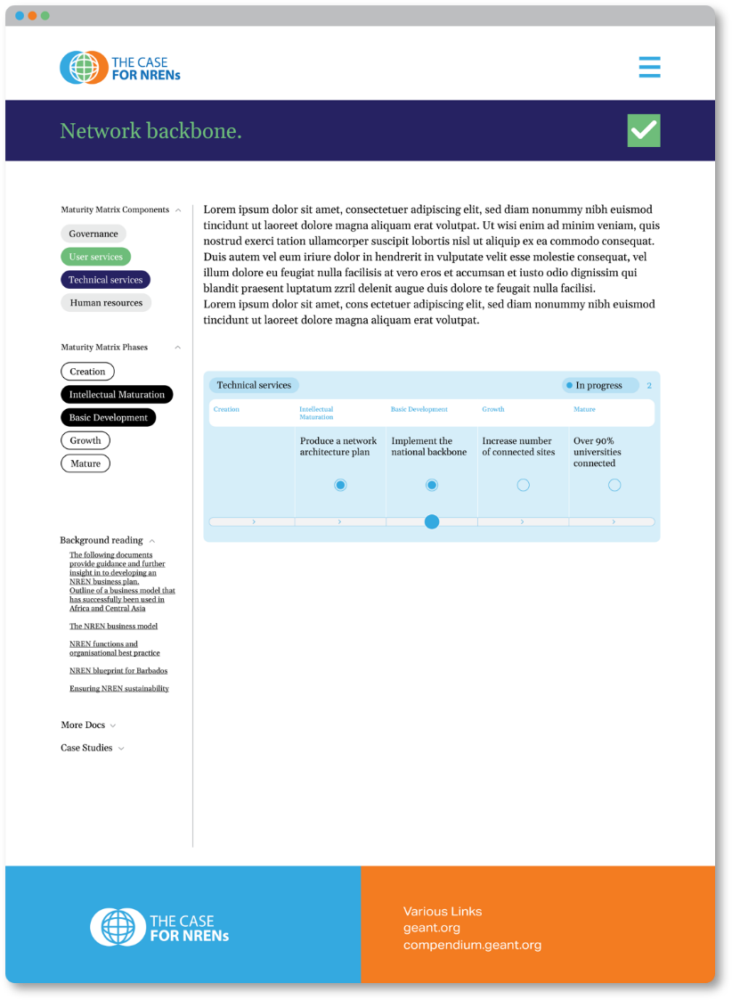 THE CASE
FOR NRENs
Network backbone.
Maturity Matrix Components
Governance
User services
Technical services
Human resources
Maturity Matrix Phases
Creation
Intellectual Maturation
Basic Development
Growth
Mature
Background reading
The following documents
provide guidance and further
insight in to developing an
NREN business plan.
Outline of a business model that
has successfully been used in
Africa and Central Asia
The NREN business model
NREN functions and
organisational best practice
NREN blueprint for Barbados
Ensuring NREN sustainability
More Docs
Case Studies
Lorem ipsum dolor sit amet, consectetuer adipiscing elit, sed diam nonummy nibh euismod
tincidunt ut laoreet dolore magna aliquam erat volutpat. Ut wisi enim ad minim veniam, quis
nostrud exerci tation ullamcorper suscipit lobortis nisl ut aliquip ex ea commodo consequat.
Duis autem vel eum iriure dolor in hendrerit in vulputate velit esse molestie consequat, vel
illum dolore eu feugiat nulla facilisis at vero eros et accumsan et iusto odio dignissim qui
blandit praesent luptatum zzril delenit augue duis dolore te feugait nulla facilisi.
Lorem ipsum dolor sit amet, cons ectetuer adipiscing elit, sed diam nonummy nibh euismod
tincidunt ut laoreet dolore magna aliquam erat volutpat.
Technical services
In progress 2
Creation
Intellectual
Maturation
Basic Development
Growth
Mature
Produce a network
architecture plan
Implement the
national backbone
Increase number
of connected sites
Over 90%
universities
connected
THE CASE
FOR NRENs
Various Links
geant.org
compendium.geant.org